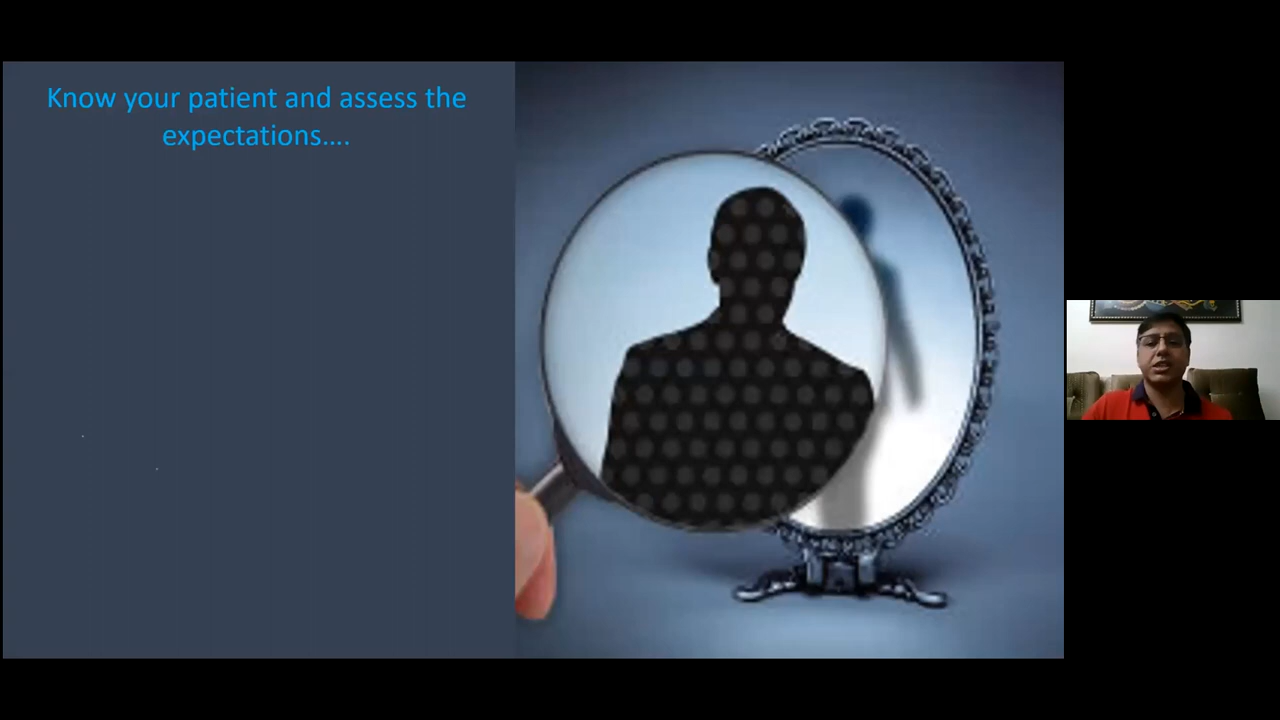 Know your patient and assess the
expectations....